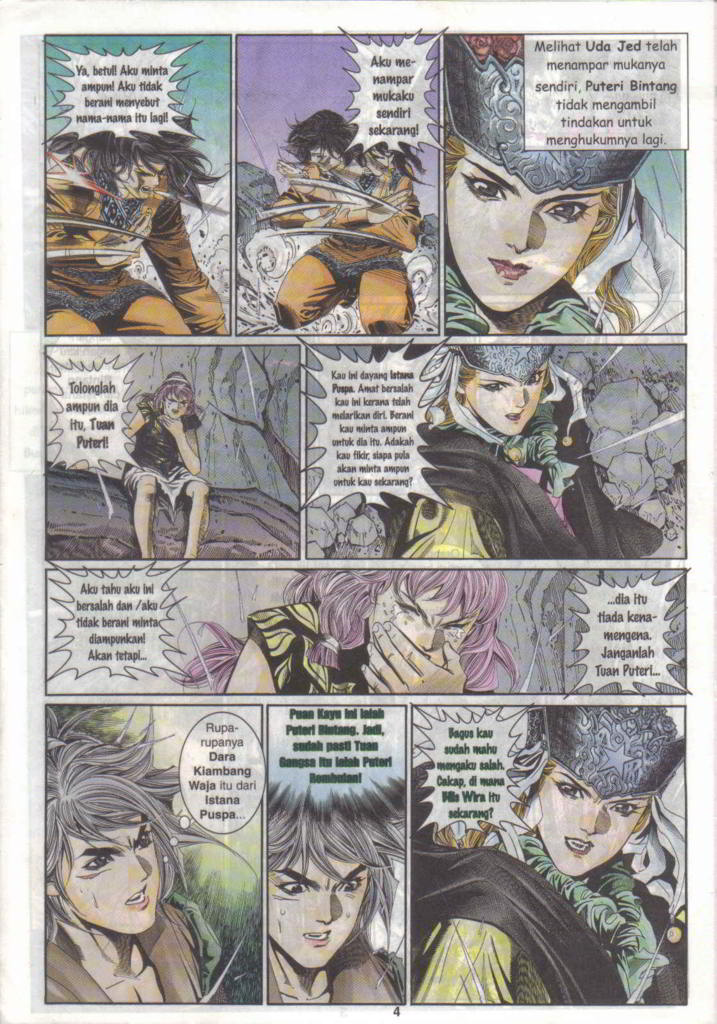 Ya, betul! Aku minta
ampun! Aku tidak
berani menyebut
nama-nama itu lagi!
Aku me-
nampar
mukaku
sendiri
sekarang!
Melihat Uda Jed telah
menampar mukanya
sendiri, Puteri Bintang
tidak mengambil
tindakan untuk
menghukumnya lagi.
Tolonglah
ampun dia
itu, Tuan
Puteri!
Kau ini dayang Istana
Puspa. Amat bersalah
kau ini kerana telah
melarikan diri. Berani
kau minta ampun
untuk dia itu. Adakah
kau fikir, siapa pula
akan minta ampun
untuk kau sekarang?
Aku tahu aku ini
bersalah dan /aku
tidak berani minta
diampunkan!
Akan tetapi...
...dia itu
tiada kena-
mengena.
Janganlah
Tuan Puteri...
Rupa-
rupanya
Dara
Kiambang
Waja itu dari
Istana
Puspa...
Puan Kayu ini ialah
Puteri Bintang. Jadi,
sudah pasti Tuan
Gangsa itu ialah Puteri
Rembulan!
Bagus kau
sudah mahu
mengaku salah.
Cakap, di mana
Bilis Wira itu
sekarang?
4